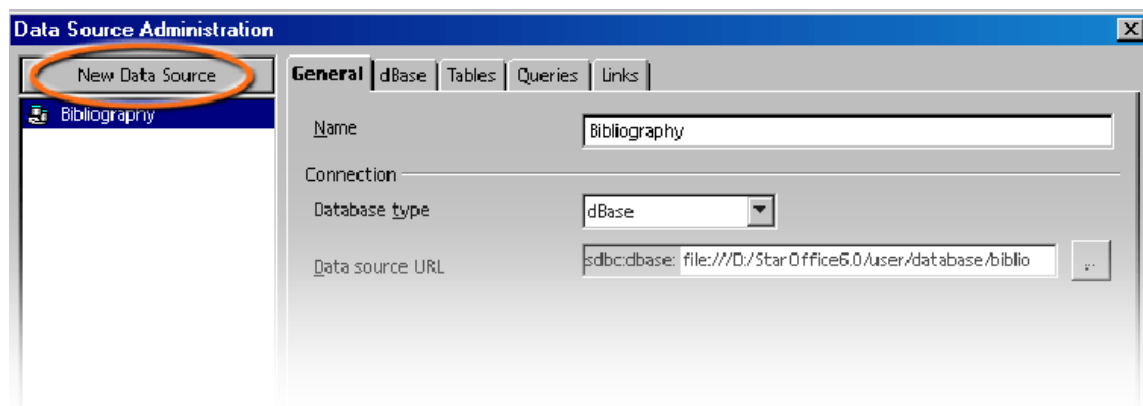 Data Source Administration
New Data Source
Bibliography
General dBase Tables Queries Links
Name Bibliography
Connection
Database type dBase
Data source URL sdbc:dbase: file:///D:/StarOffice6.0/user/database/biblio ...